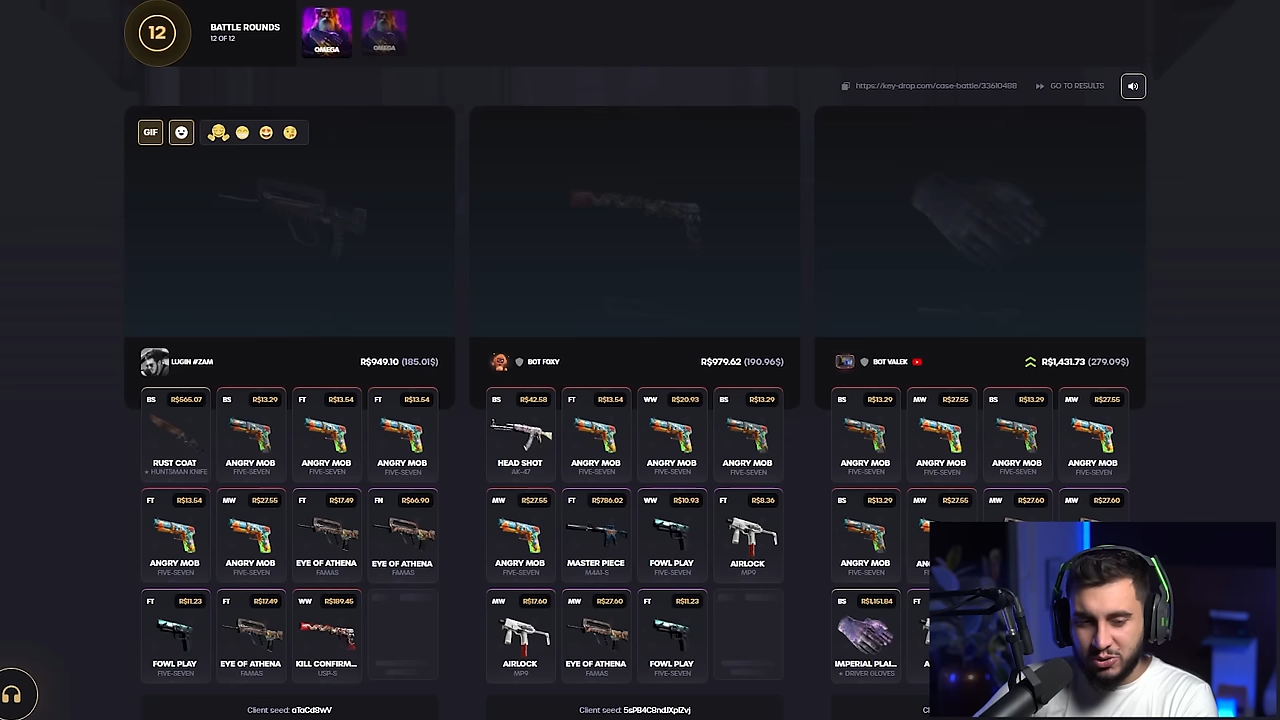 12
BATTLE ROUNDS
12 OF 12
OMEGA
OMEGA
https://key-drop.com/case-battle/33610488
GO TO RESULTS
GIF
LUGIN #ZAM
R$949.10 (185.01$)
BOT FOXY
R$979.62 (190.96$)
BOT VALEK
R$1,431.73 (279.09$)
BS R$565.07
BS R$13.29
FT R$13.54
FT R$13.54
RUST COAT
★ HUNTSMAN KNIFE
ANGRY MOB
FIVE-SEVEN
ANGRY MOB
FIVE-SEVEN
ANGRY MOB
FIVE-SEVEN
BS R$42.58
FT R$13.54
WW R$20.93
BS R$13.29
HEAD SHOT
AK-47
ANGRY MOB
FIVE-SEVEN
ANGRY MOB
FIVE-SEVEN
ANGRY MOB
FIVE-SEVEN
BS R$13.29
MW R$27.55
BS R$13.29
MW R$27.55
ANGRY MOB
FIVE-SEVEN
ANGRY MOB
FIVE-SEVEN
ANGRY MOB
FIVE-SEVEN
ANGRY MOB
FIVE-SEVEN
FT R$13.54
MW R$27.55
FT R$17.49
FN R$66.90
ANGRY MOB
FIVE-SEVEN
ANGRY MOB
FIVE-SEVEN
EYE OF ATHENA
FAMAS
EYE OF ATHENA
FAMAS
MW R$27.55
FT R$786.02
WW R$10.93
FT R$8.36
ANGRY MOB
FIVE-SEVEN
MASTER PIECE
M4A1-S
FOWL PLAY
FIVE-SEVEN
AIRLOCK
MP9
BS R$13.29
MW R$27.55
MW R$27.60
MW R$27.60
ANGRY MOB
FIVE-SEVEN
FT R$11.23
FT R$17.49
WW R$189.45
FOWL PLAY
FIVE-SEVEN
EYE OF ATHENA
FAMAS
KILL CONFIRM...
USP-S
MW R$17.60
MW R$27.60
FT R$11.23
AIRLOCK
MP9
EYE OF ATHENA
FAMAS
FOWL PLAY
FIVE-SEVEN
BS R$1,151.84
FT
IMPERIAL PLAI...
★ DRIVER GLOVES
Client seed: aTaCd8wV
Client seed: 5sPB4C8ndJXpIZvj